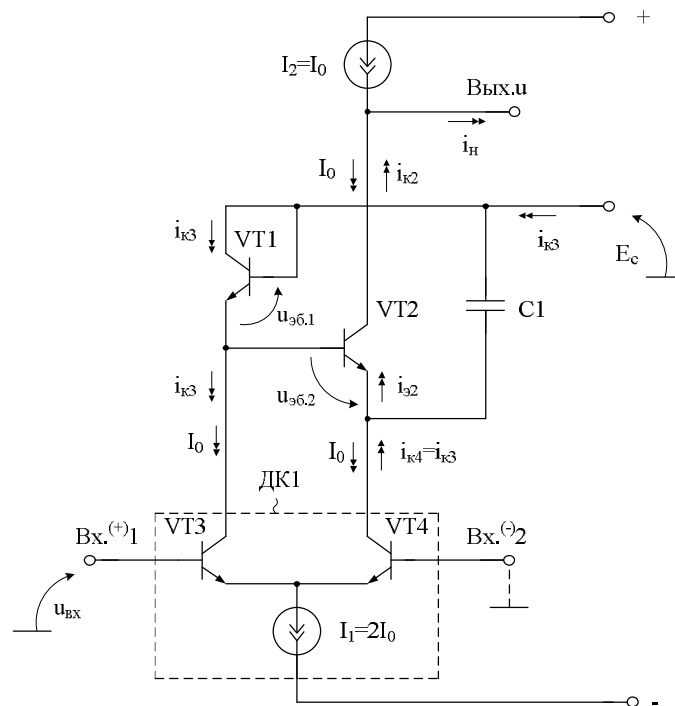 +
I₂=I₀
Вых.u
iн
I₀
iк2
iк3
VT1
iк3
Eс
uэб.1
VT2
C1
uэб.2
iэ2
iк3
I₀
I₀
iк4=iк3
ДК1
VT3
VT4
Вх.⁽⁺⁾1
Вх.⁽⁻⁾2
uвх
I₁=2I₀
-